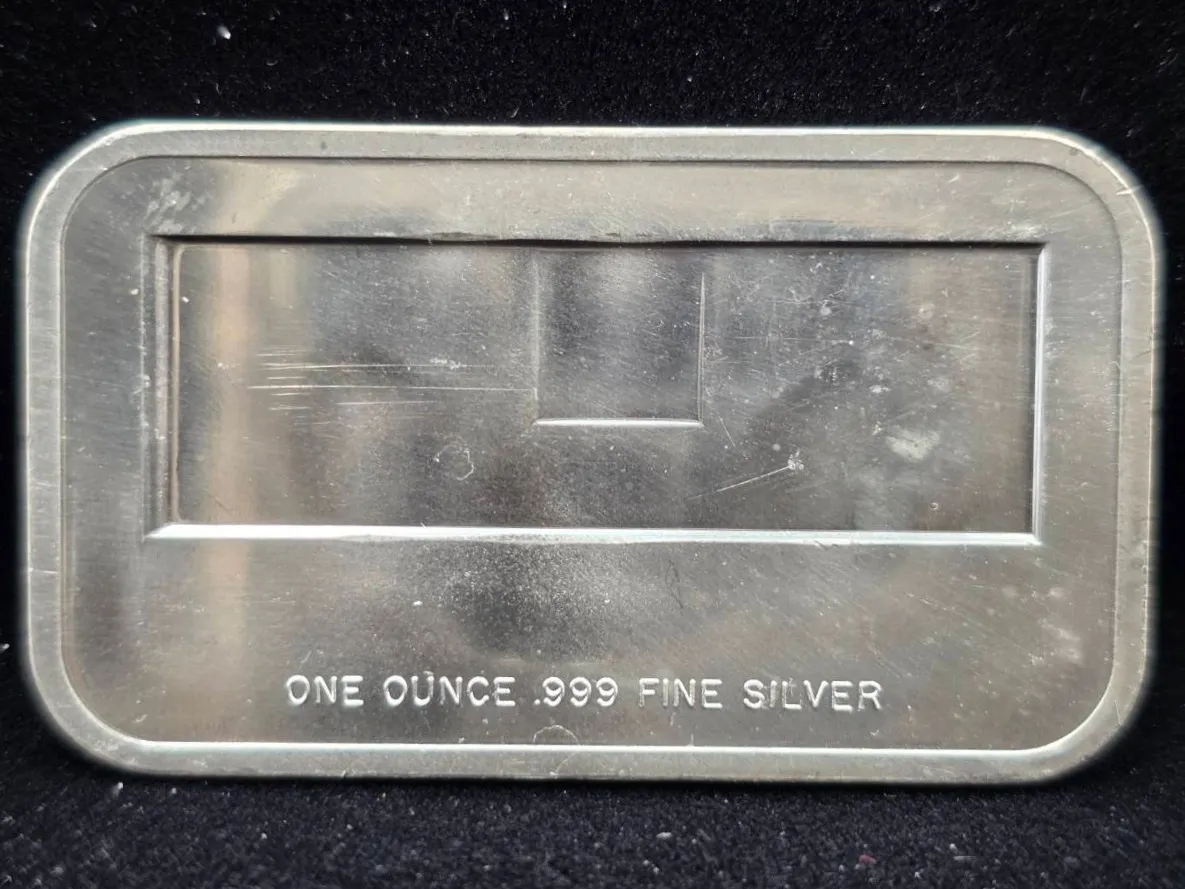 ONE OUNCE .999 FINE SILVER